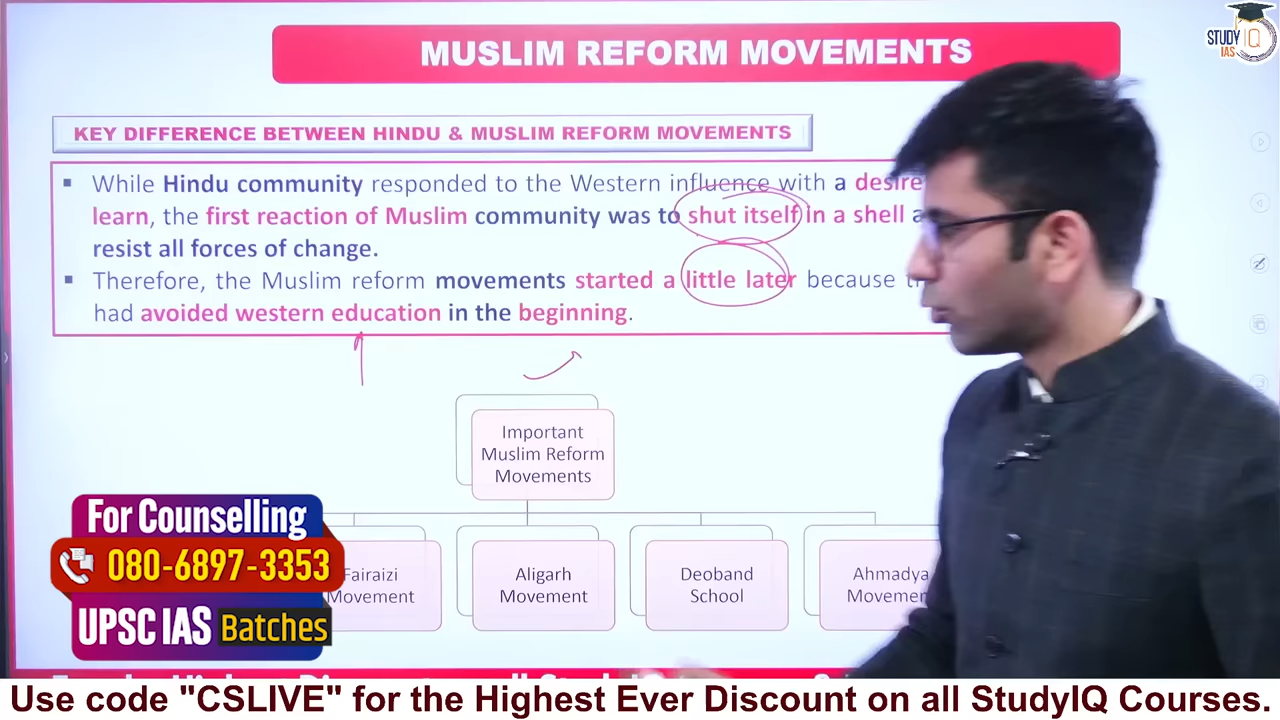 MUSLIM REFORM MOVEMENTS
STUDY IQ
IAS
KEY DIFFERENCE BETWEEN HINDU & MUSLIM REFORM MOVEMENTS
▪ While Hindu community responded to the Western influence with a desire
learn, the first reaction of Muslim community was to shut itself in a shell
resist all forces of change.
▪ Therefore, the Muslim reform movements started a little later because
had avoided western education in the beginning.
Important
Muslim Reform
Movements
Fairaizi
Movement
Aligarh
Movement
Deoband
School
Ahmadya
For Counselling
080-6897-3353
UPSC IAS Batches
Use code "CSLIVE" for the Highest Ever Discount on all StudyIQ Courses.